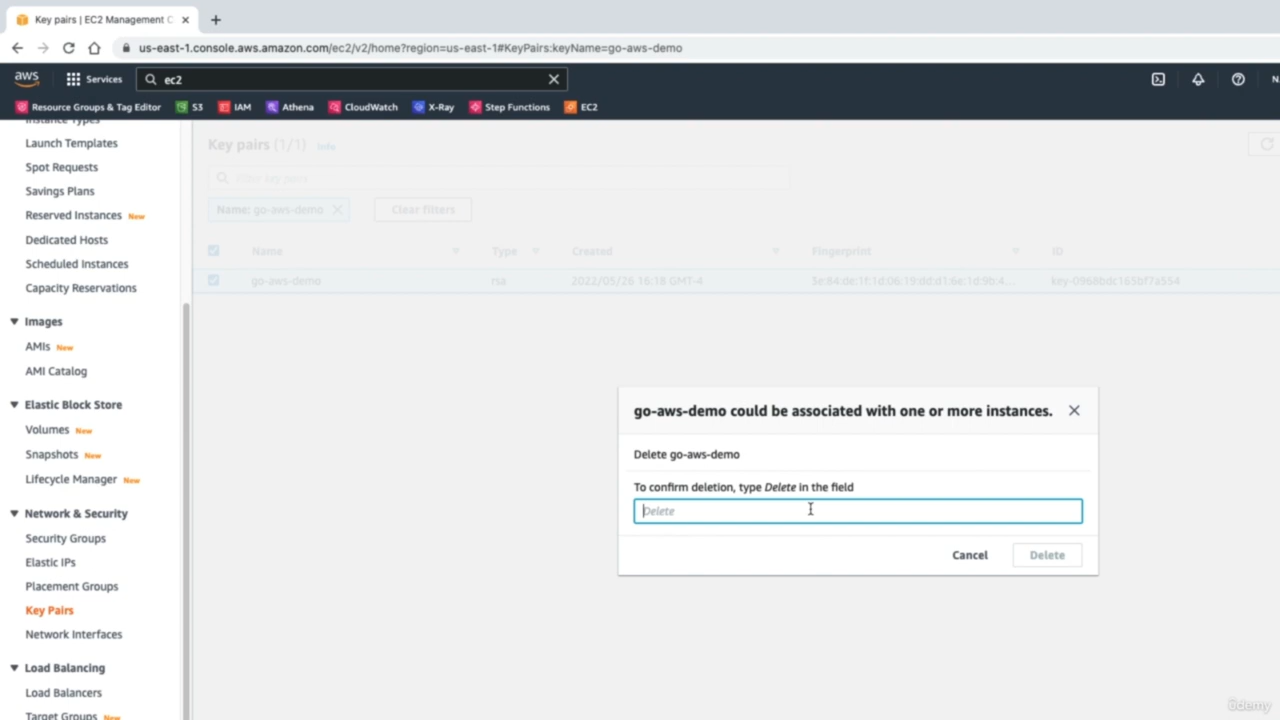 Key pairs | EC2 Management C
us-east-1.console.aws.amazon.com/ec2/v2/home?region=us-east-1#KeyPairs:keyName=go-aws-demo
aws Services ec2 N.
Resource Groups & Tag Editor S3 IAM Athena CloudWatch X-Ray Step Functions EC2
Instance Types
Launch Templates
Spot Requests
Savings Plans
Reserved Instances New
Dedicated Hosts
Scheduled Instances
Capacity Reservations
Images
AMIs New
AMI Catalog
Elastic Block Store
Volumes New
Snapshots New
Lifecycle Manager New
Network & Security
Security Groups
Elastic IPs
Placement Groups
Key Pairs
Network Interfaces
Load Balancing
Load Balancers
Target Groups New
Key pairs (1/1) Info
Filter key pairs
Name: go-aws-demo Clear filters
Name Type Created Fingerprint ID
go-aws-demo rsa 2022/05/26 16:18 GMT-4 3e:84:de:1f:1d:06:19:dd:d1:6e:1d:9b:4... key-0968bdc165bf7a554
go-aws-demo could be associated with one or more instances.
Delete go-aws-demo
To confirm deletion, type Delete in the field
Delete
Cancel Delete
ûdemy